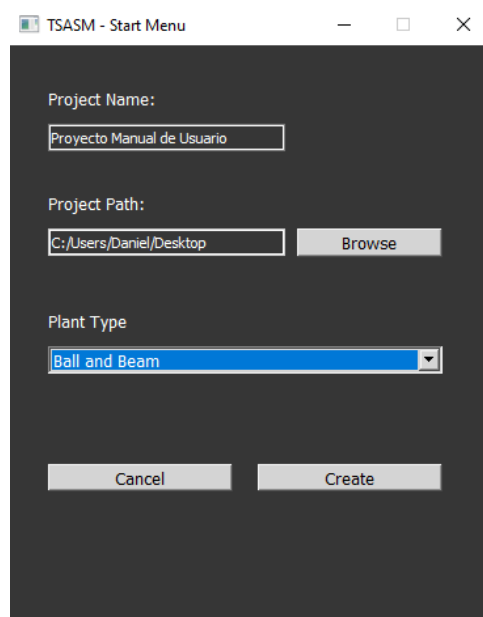 TSASM - Start Menu
Project Name:
Proyecto Manual de Usuario
Project Path:
C:/Users/Daniel/Desktop
Browse
Plant Type
Ball and Beam
Cancel
Create